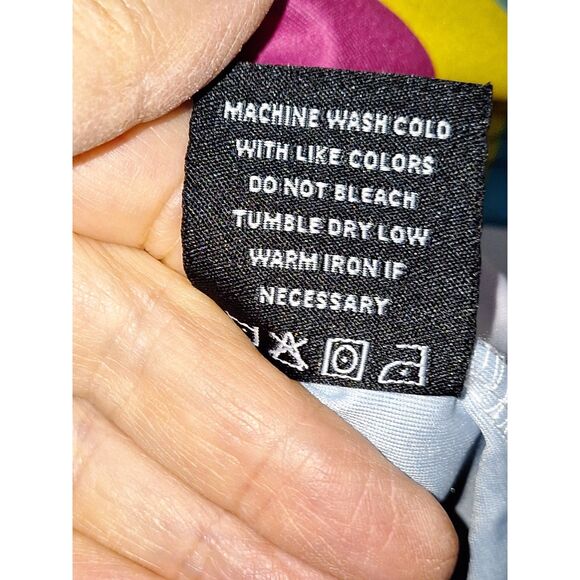 MACHINE WASH COLD
WITH LIKE COLORS
DO NOT BLEACH
TUMBLE DRY LOW
WARM IRON IF
NECESSARY